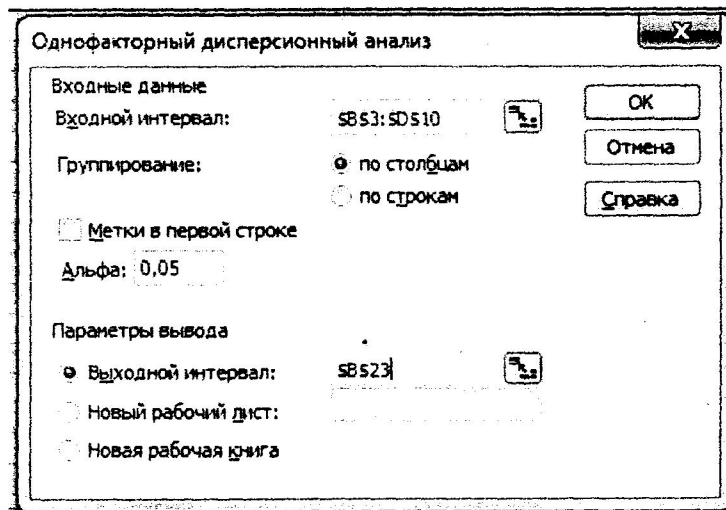 Однофакторный дисперсионный анализ
Входные данные
Входной интервал: $B$3:$D$10
Группирование: по столбцам
по строкам
Метки в первой строке
Альфа: 0,05
Параметры вывода
Выходной интервал: $B$23
Новый рабочий лист:
Новая рабочая книга
OK
Отмена
Справка